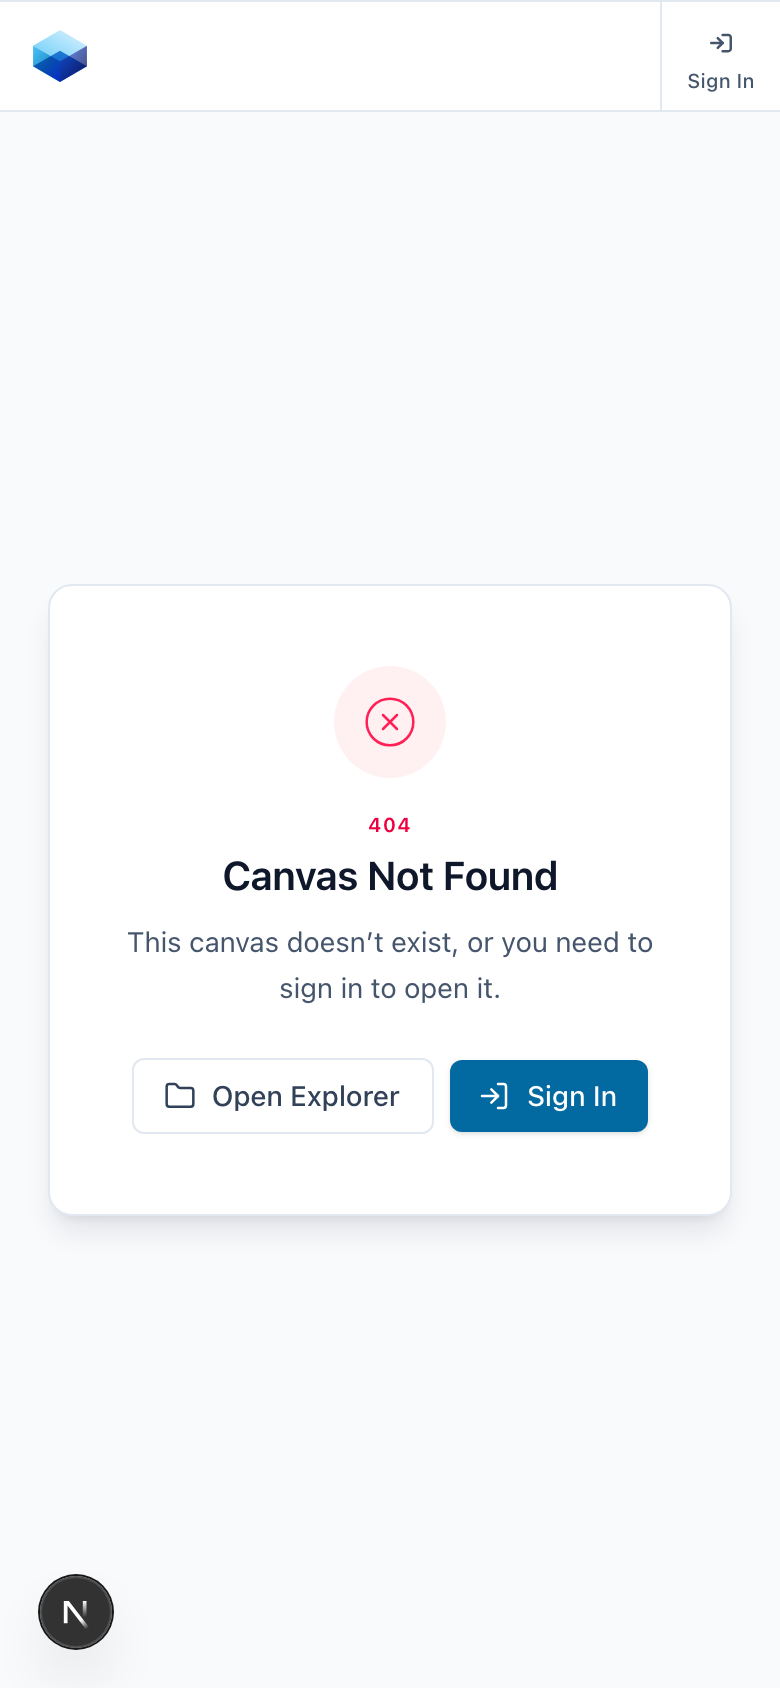 Sign In
404
Canvas Not Found
This canvas doesn’t exist, or you need to
sign in to open it.
Open Explorer
Sign In
N